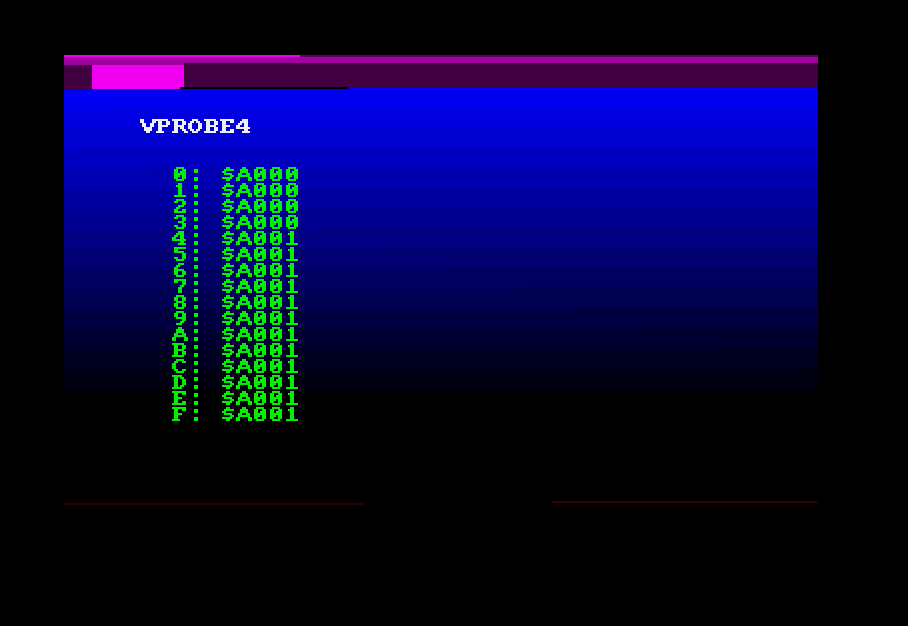 VPROBE4
0: $A000
1: $A000
2: $A000
3: $A000
4: $A001
5: $A001
6: $A001
7: $A001
8: $A001
9: $A001
A: $A001
B: $A001
C: $A001
D: $A001
E: $A001
F: $A001